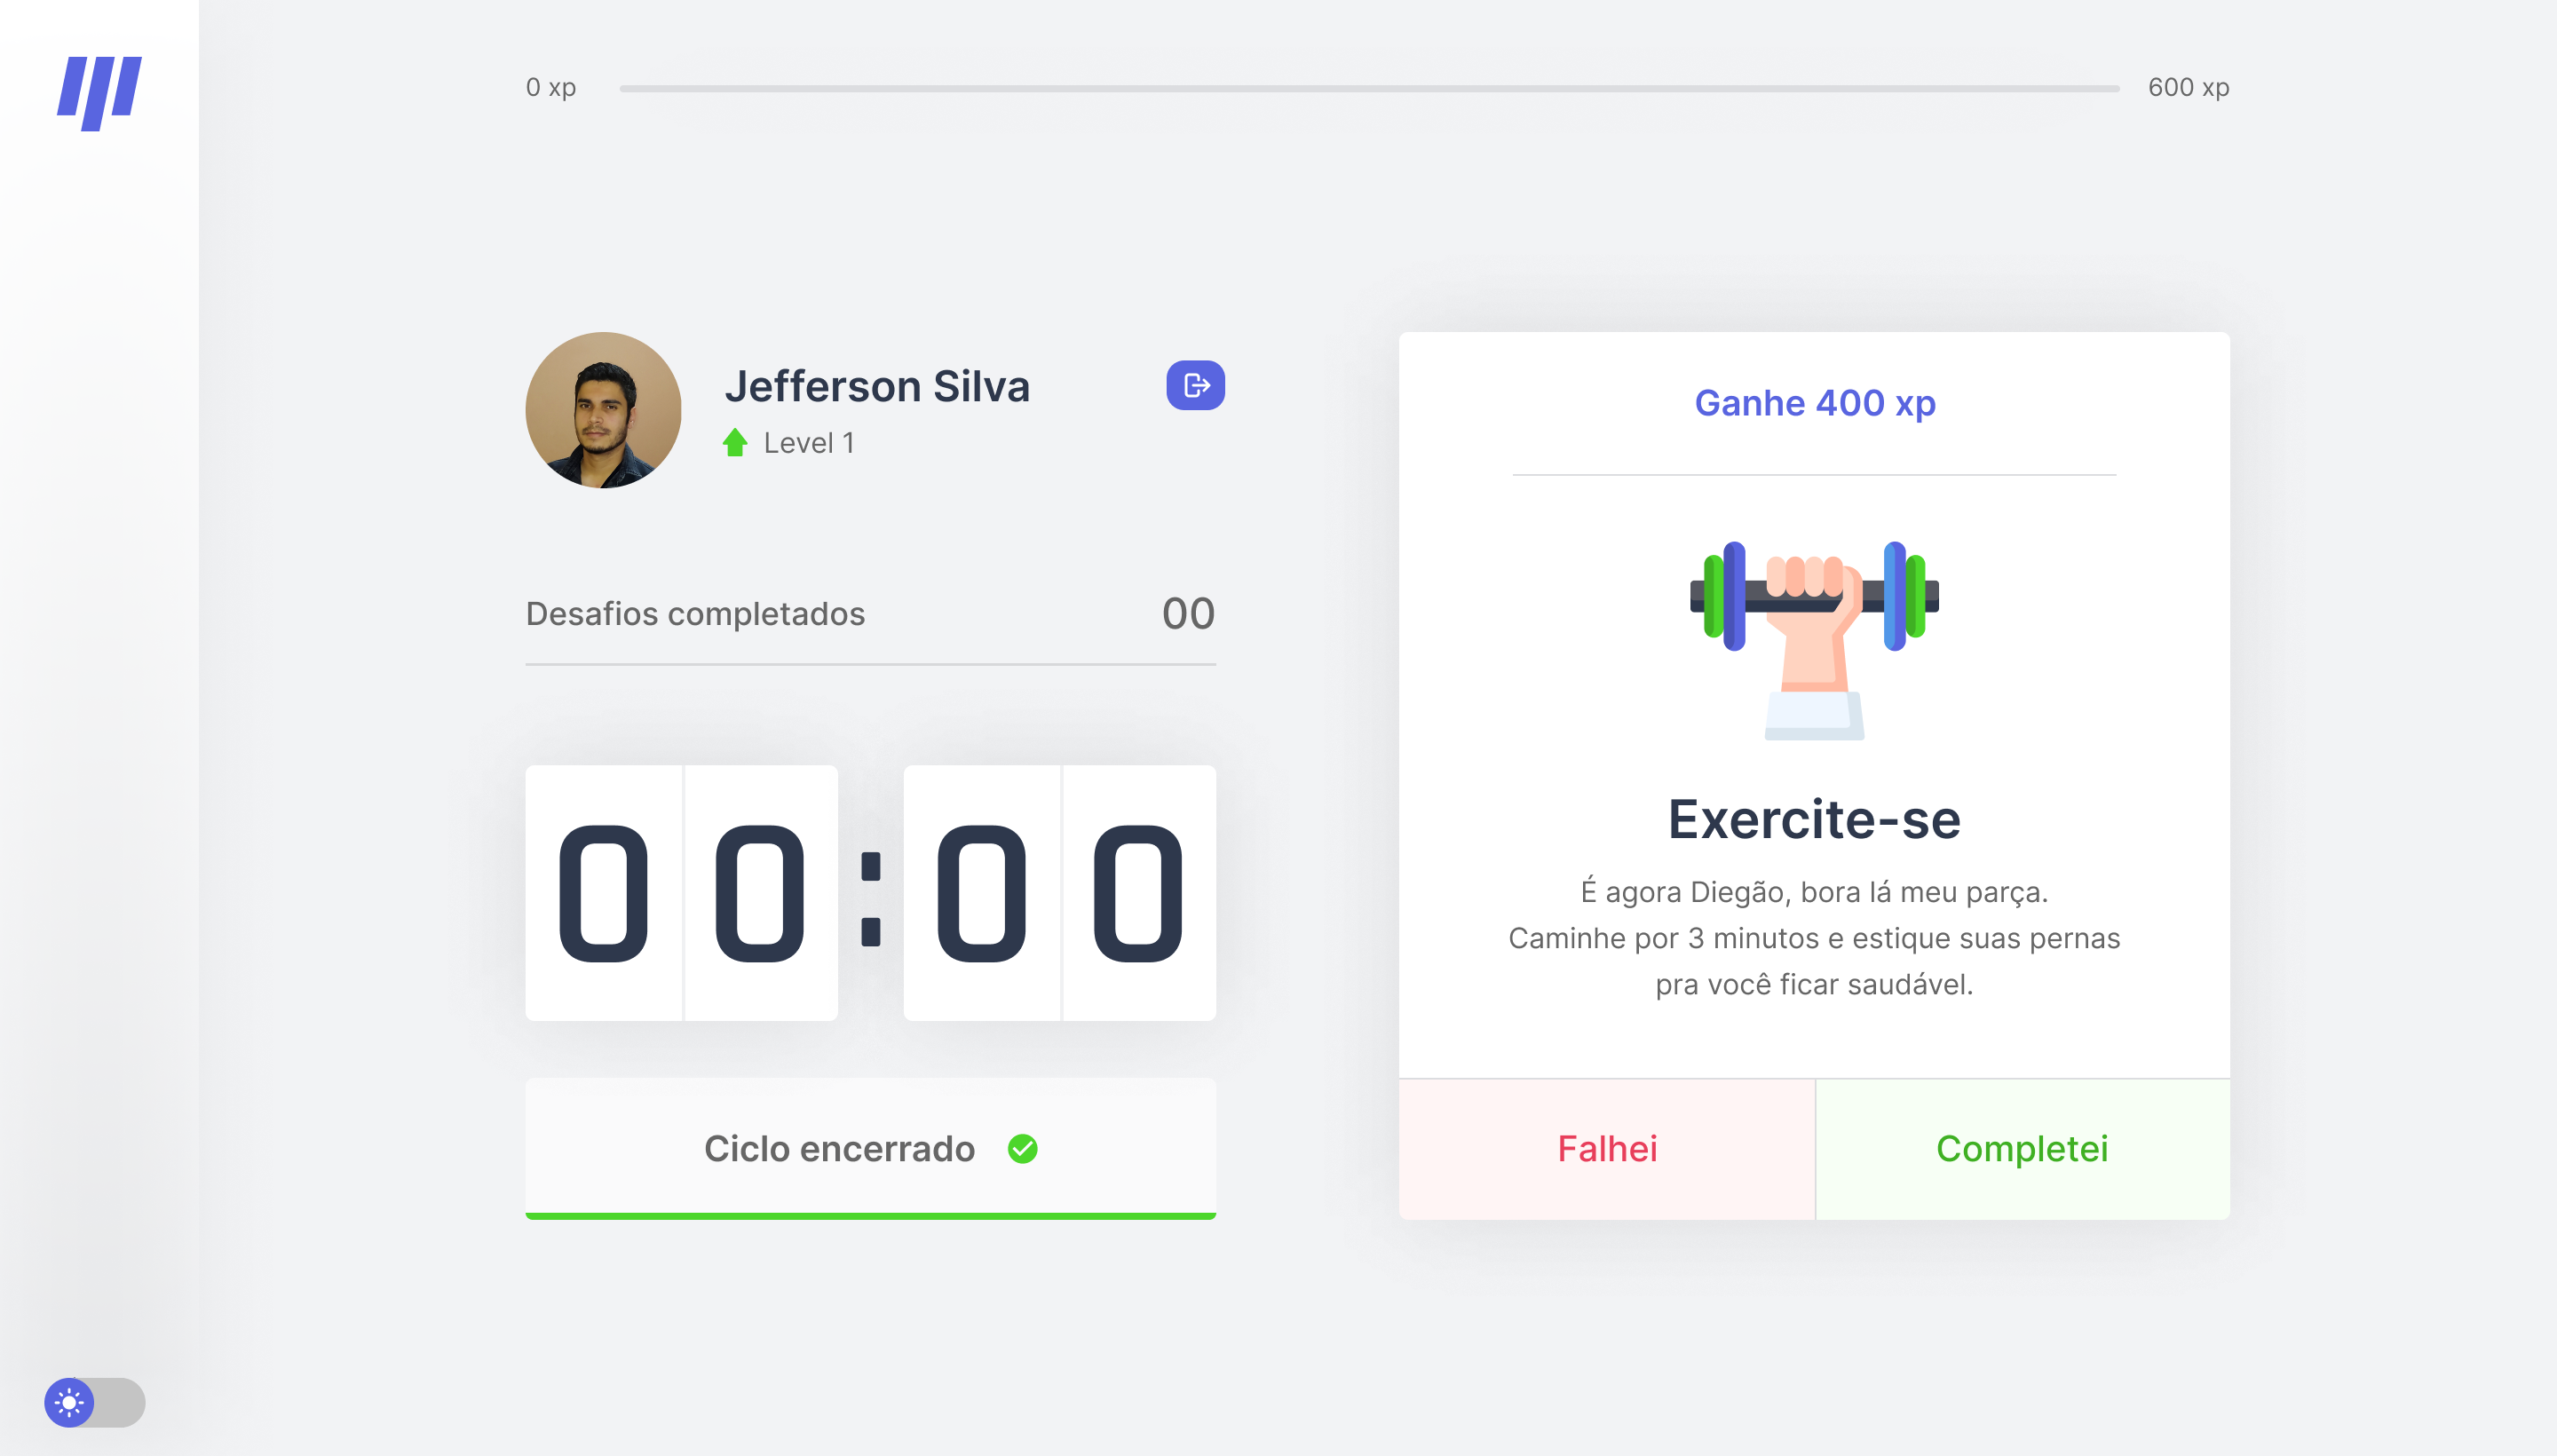 0 xp
600 xp
Jefferson Silva
Level 1
Desafios completados
00
00:00
Ciclo encerrado
Ganhe 400 xp
Exercite-se
É agora Diegão, bora lá meu parça.
Caminhe por 3 minutos e estique suas pernas
pra você ficar saudável.
Falhei
Completei